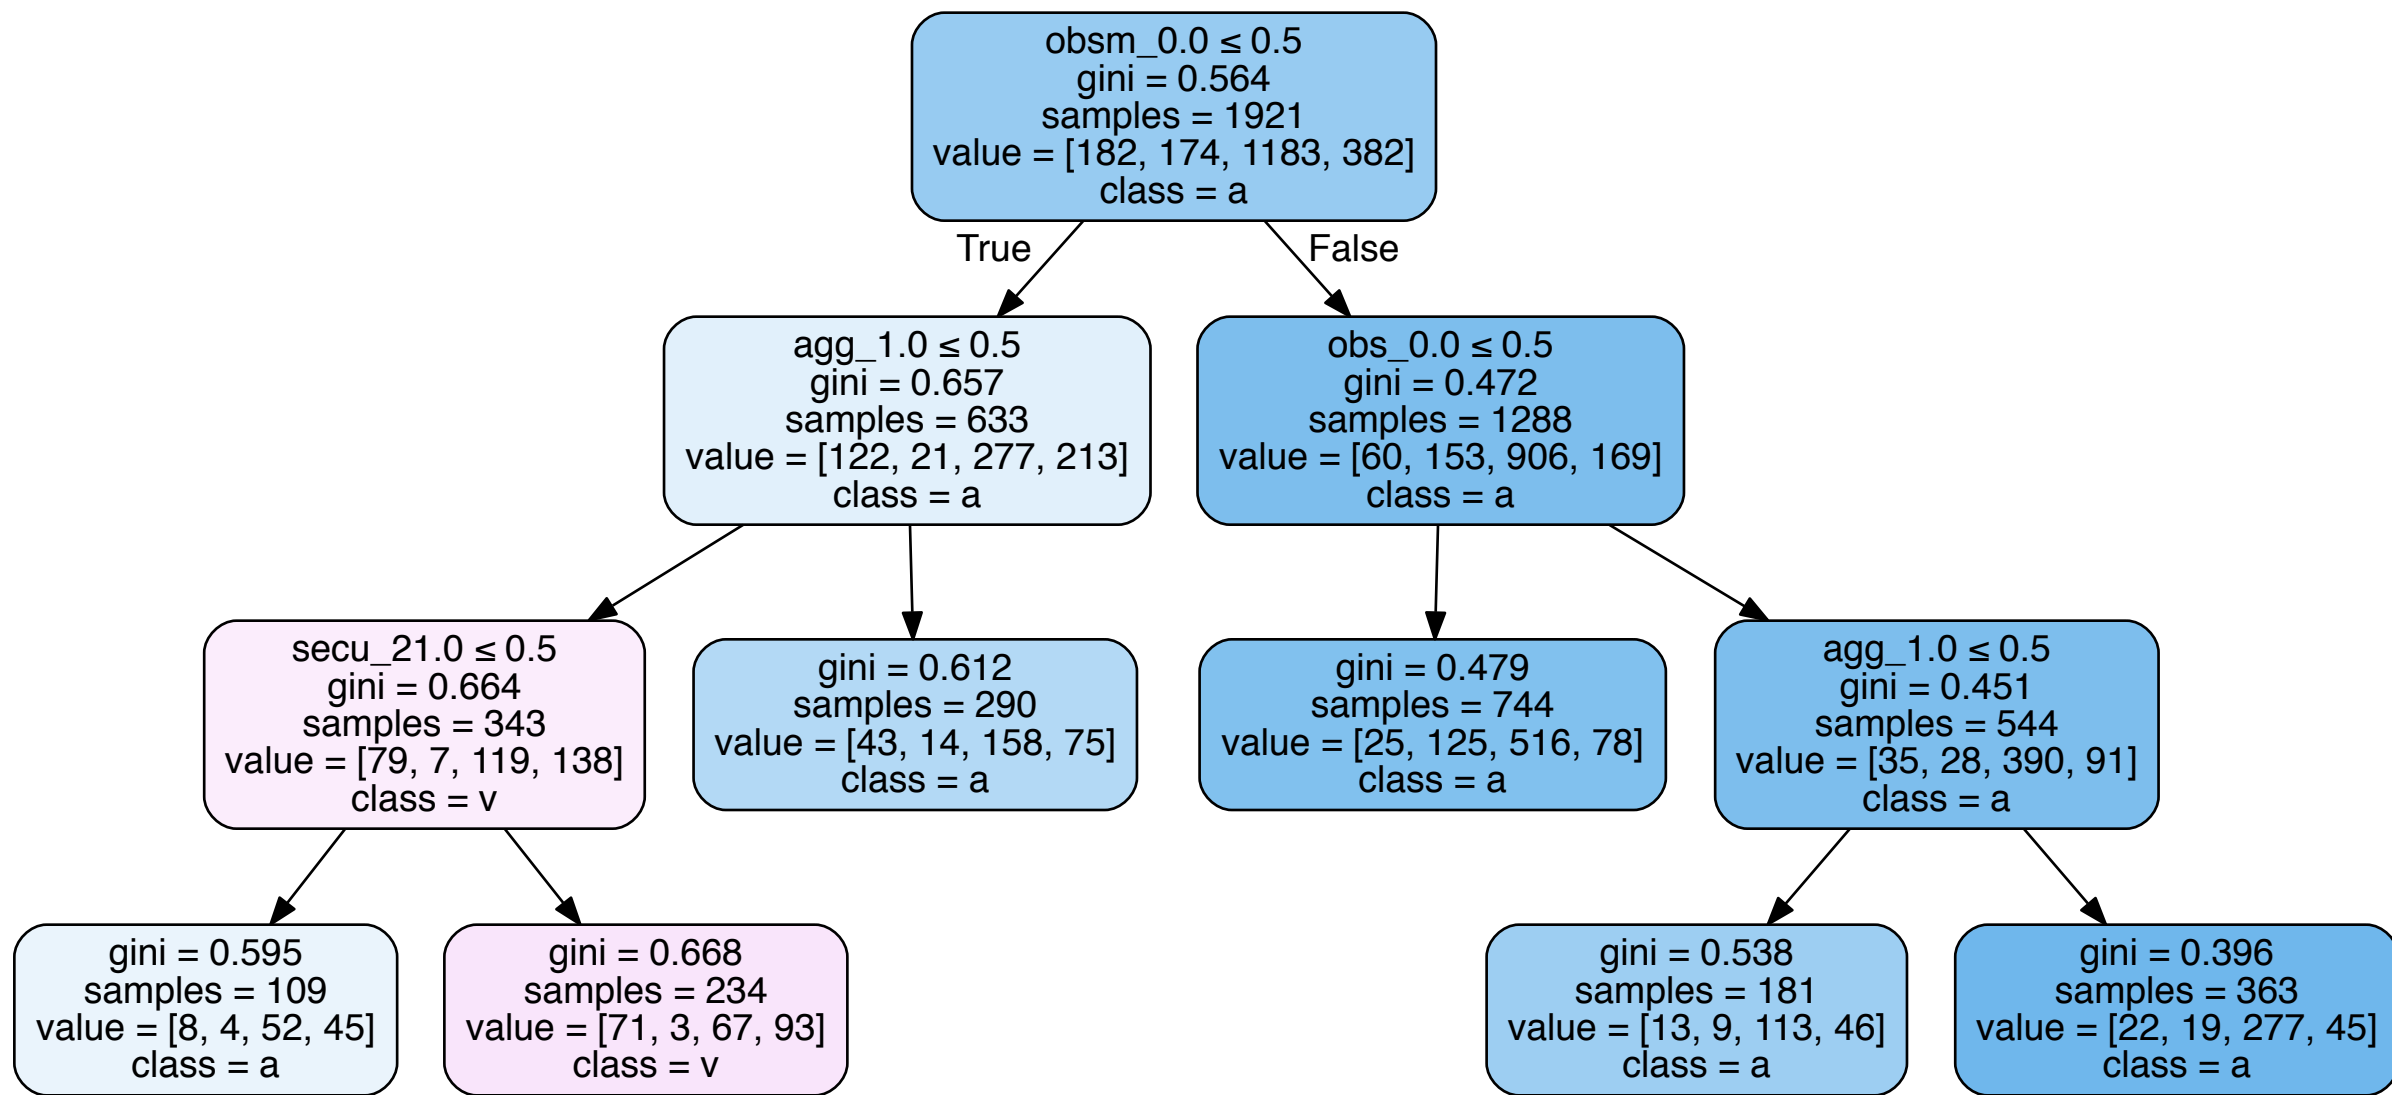 obsm_0.0 ≤ 0.5
gini = 0.564
samples = 1921
value = [182, 174, 1183, 382]
class = a
True
False
agg_1.0 ≤ 0.5
gini = 0.657
samples = 633
value = [122, 21, 277, 213]
class = a
obs_0.0 ≤ 0.5
gini = 0.472
samples = 1288
value = [60, 153, 906, 169]
class = a
secu_21.0 ≤ 0.5
gini = 0.664
samples = 343
value = [79, 7, 119, 138]
class = v
gini = 0.612
samples = 290
value = [43, 14, 158, 75]
class = a
gini = 0.479
samples = 744
value = [25, 125, 516, 78]
class = a
agg_1.0 ≤ 0.5
gini = 0.451
samples = 544
value = [35, 28, 390, 91]
class = a
gini = 0.595
samples = 109
value = [8, 4, 52, 45]
class = a
gini = 0.668
samples = 234
value = [71, 3, 67, 93]
class = v
gini = 0.538
samples = 181
value = [13, 9, 113, 46]
class = a
gini = 0.396
samples = 363
value = [22, 19, 277, 45]
class = a